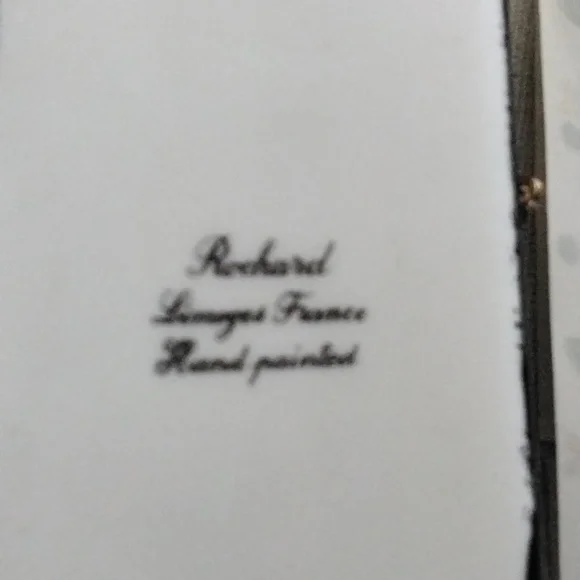 Rochard
Limoges France
Hand painted